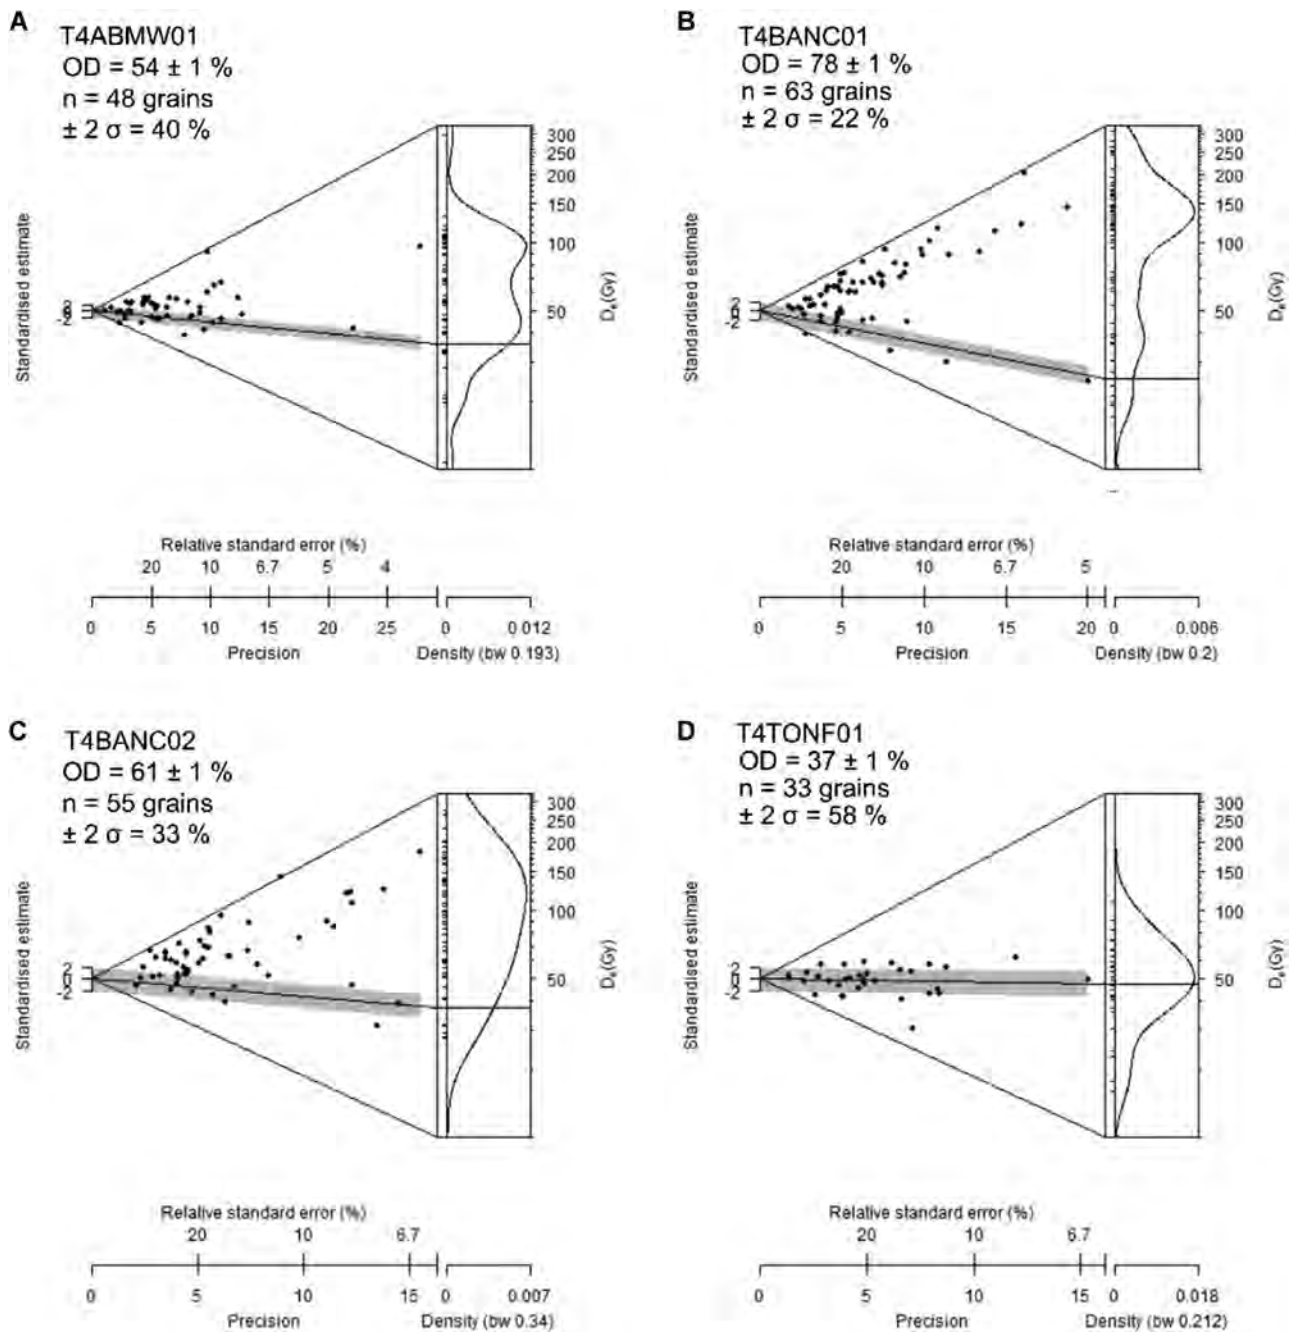 A
T4ABMW01
OD = 54 ± 1 %
n = 48 grains
± 2 σ = 40 %
Standardised estimate
2
0
-2
300
250
200
150
100
50
De(Gy)
Relative standard error (%)
20 10 6.7 5 4
0 5 10 15 20 25 0 0.012
Precision Density (bw 0.193)
B
T4BANC01
OD = 78 ± 1 %
n = 63 grains
± 2 σ = 22 %
Standardised estimate
2
0
-2
300
250
200
150
100
50
De(Gy)
Relative standard error (%)
20 10 6.7 5
0 5 10 15 20 0 0.006
Precision Density (bw 0.2)
C
T4BANC02
OD = 61 ± 1 %
n = 55 grains
± 2 σ = 33 %
Standardised estimate
2
0
-2
300
250
200
150
100
50
De(Gy)
Relative standard error (%)
20 10 6.7
0 5 10 15 0 0.007
Precision Density (bw 0.34)
D
T4TONF01
OD = 37 ± 1 %
n = 33 grains
± 2 σ = 58 %
Standardised estimate
2
0
-2
300
250
200
150
100
50
De(Gy)
Relative standard error (%)
20 10 6.7
0 5 10 15 0 0.018
Precision Density (bw 0.212)